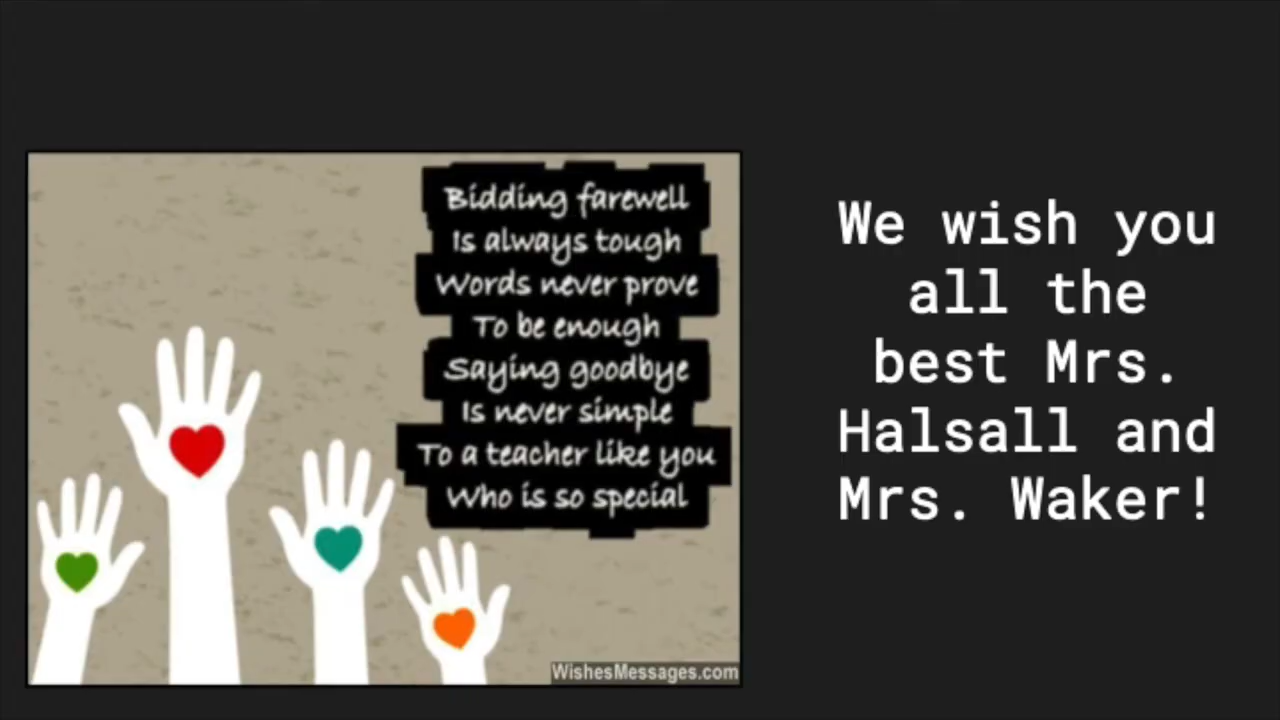 Bidding farewell
Is always tough
Words never prove
To be enough
Saying goodbye
Is never simple
To a teacher like you
Who is so special
WishesMessages.com
We wish you
all the
best Mrs.
Halsall and
Mrs. Waker!